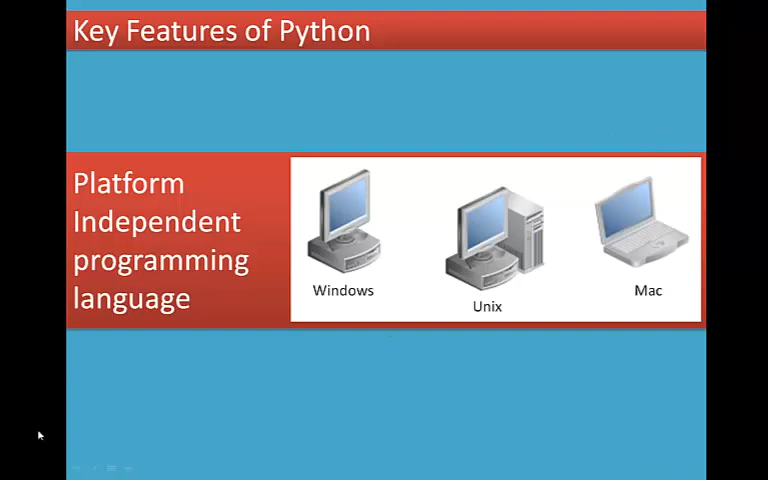 Key Features of Python
Platform
Independent
programming
language
Windows
Unix
Mac